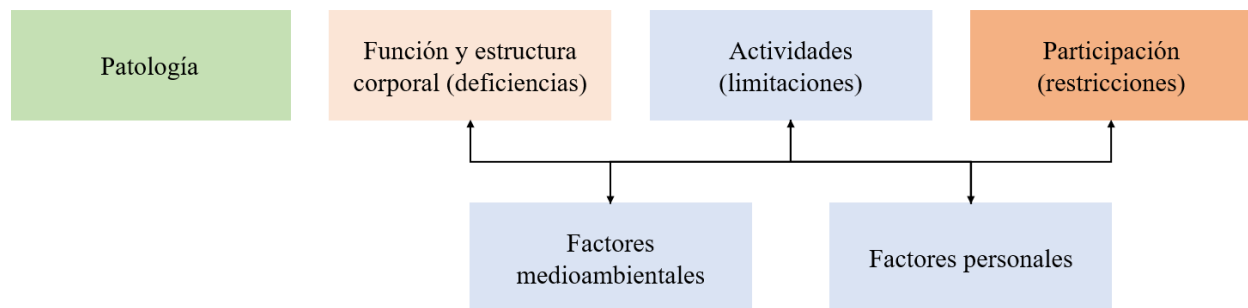 Patología
Función y estructura
corporal (deficiencias)
Actividades
(limitaciones)
Participación
(restricciones)
Factores
medioambientales
Factores personales